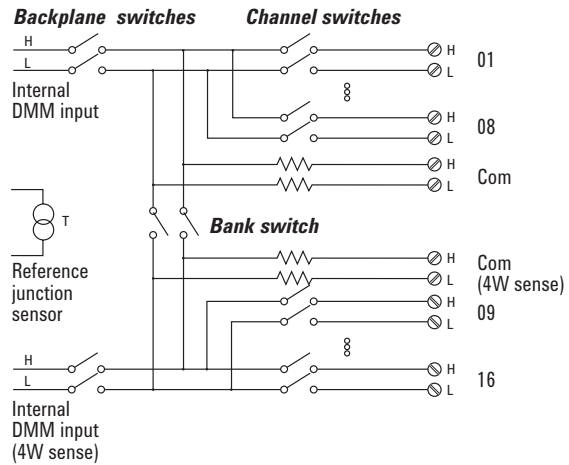 Backplane switches Channel switches
H H
L L 01
Internal
DMM input
H
L 08
H
L Com
T
Bank switch
Reference
junction
sensor
H Com
L (4W sense)
H
L 09
H H
L L 16
Internal
DMM input
(4W sense)